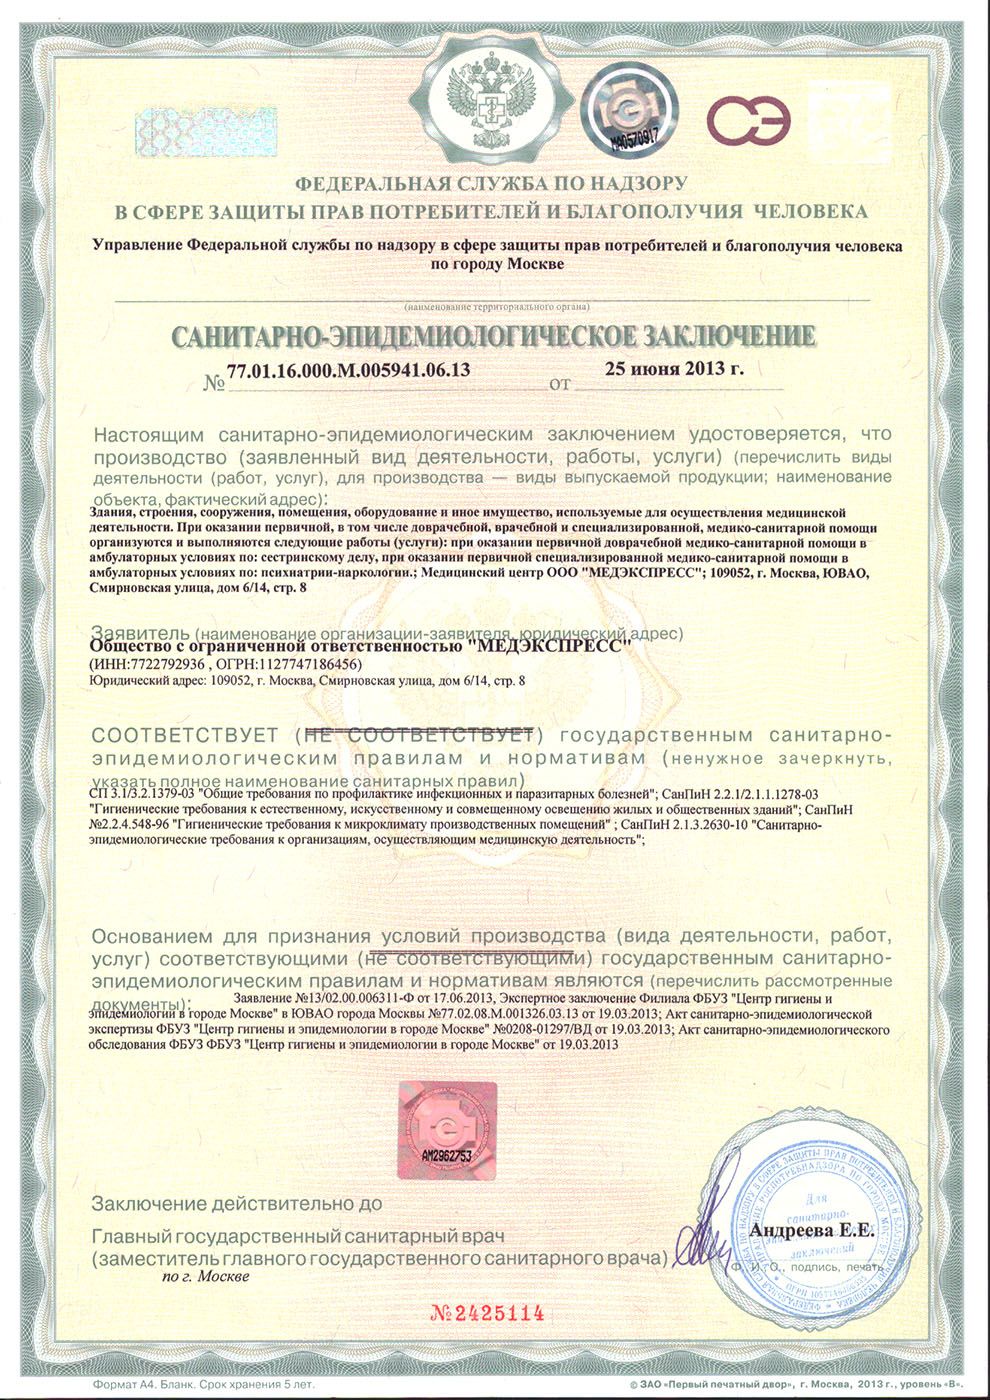 МА0570917
СЭ
ФЕДЕРАЛЬНАЯ СЛУЖБА ПО НАДЗОРУ
В СФЕРЕ ЗАЩИТЫ ПРАВ ПОТРЕБИТЕЛЕЙ И БЛАГОПОЛУЧИЯ ЧЕЛОВЕКА
Управление Федеральной службы по надзору в сфере защиты прав потребителей и благополучия человека
по городу Москве
(наименование территориального органа)
САНИТАРНО-ЭПИДЕМИОЛОГИЧЕСКОЕ ЗАКЛЮЧЕНИЕ
№ 77.01.16.000.М.005941.06.13 от 25 июня 2013 г.
Настоящим санитарно-эпидемиологическим заключением удостоверяется, что
производство (заявленный вид деятельности, работы, услуги) (перечислить виды
деятельности (работ, услуг), для производства — виды выпускаемой продукции; наименование
объекта, фактический адрес):
Здания, строения, сооружения, помещения, оборудование и иное имущество, используемые для осуществления медицинской
деятельности. При оказании первичной, в том числе доврачебной, врачебной и специализированной, медико-санитарной помощи
организуются и выполняются следующие работы (услуги): при оказании первичной доврачебной медико-санитарной помощи в
амбулаторных условиях по: сестринскому делу, при оказании первичной специализированной медико-санитарной помощи в
амбулаторных условиях по: психиатрии-наркологии.; Медицинский центр ООО "МЕДЭКСПРЕСС"; 109052, г. Москва, ЮВАО,
Смирновская улица, дом 6/14, стр. 8
Заявитель (наименование организации-заявителя, юридический адрес)
Общество с ограниченной ответственностью "МЕДЭКСПРЕСС"
(ИНН:7722792936 , ОГРН:1127747186456)
Юридический адрес: 109052, г. Москва, Смирновская улица, дом 6/14, стр. 8
СООТВЕТСТВУЕТ (НЕ СООТВЕТСТВУЕТ) государственным санитарно-
эпидемиологическим правилам и нормативам (ненужное зачеркнуть,
указать полное наименование санитарных правил)
СП 3.1/3.2.1379-03 "Общие требования по профилактике инфекционных и паразитарных болезней"; СанПиН 2.2.1/2.1.1.1278-03
"Гигиенические требования к естественному, искусственному и совмещенному освещению жилых и общественных зданий"; СанПиН
№2.2.4.548-96 "Гигиенические требования к микроклимату производственных помещений" ; СанПиН 2.1.3.2630-10 "Санитарно-
эпидемиологические требования к организациям, осуществляющим медицинскую деятельность";
Основанием для признания условий производства (вида деятельности, работ,
услуг) соответствующими (не соответствующими) государственным санитарно-
эпидемиологическим правилам и нормативам являются (перечислить рассмотренные
документы):
Заявление №13/02.00.006311-Ф от 17.06.2013, Экспертное заключение Филиала ФБУЗ "Центр гигиены и
эпидемиологии в городе Москве" в ЮВАО города Москвы №77.02.08.М.001326.03.13 от 19.03.2013; Акт санитарно-эпидемиологической
экспертизы ФБУЗ "Центр гигиены и эпидемиологии в городе Москве" №0208-01297/ВД от 19.03.2013; Акт санитарно-эпидемиологического
обследования ФБУЗ ФБУЗ "Центр гигиены и эпидемиологии в городе Москве" от 19.03.2013
АМ2962753
Заключение действительно до
Главный государственный санитарный врач
(заместитель главного государственного санитарного врача)
по г. Москве
Для
санитарно-
заключений
Андреева Е.Е.
Ф. И. О., подпись, печать
№2425114
Формат А4. Бланк. Срок хранения 5 лет.
© ЗАО «Первый печатный двор», г. Москва, 2013 г., уровень «В».